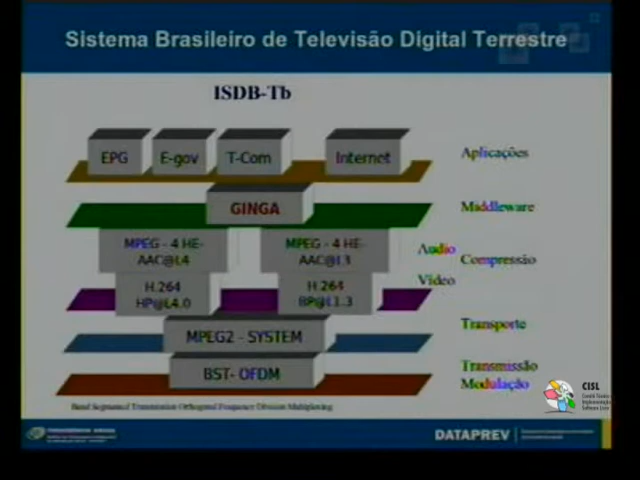 Sistema Brasileiro de Televisão Digital Terrestre
ISDB-Tb
EPG E-gov T-Com Internet Aplicações
GINGA Middleware
MPEG - 4 HE-AAC@L4 MPEG - 4 HE-AAC@L3 Audio Compressão
H.264 HP@L4.0 H.264 BP@L1.3 Vídeo
MPEG2 - SYSTEM Transporte
BST- OFDM Transmissão
Modulação
Band Segmented Transmission Orthogonal Frequency Division Multiplexing
CISL
DATAPREV